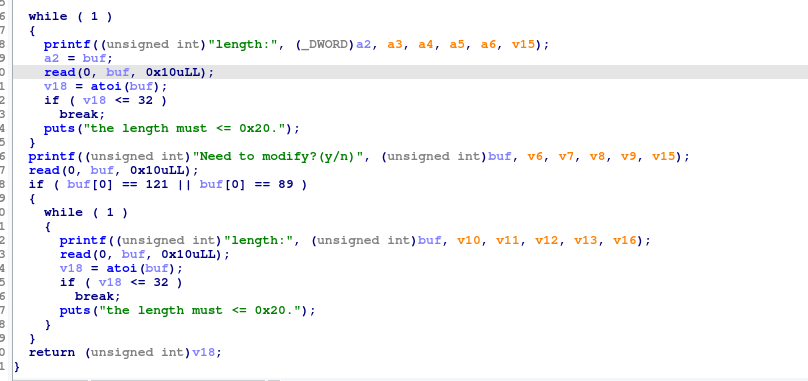 6 while ( 1 )
7 {
8 printf((unsigned int)"length:", (_DWORD)a2, a3, a4, a5, a6, v15);
9 a2 = buf;
0 read(0, buf, 0x10uLL);
1 v18 = atoi(buf);
2 if ( v18 <= 32 )
3 break;
4 puts("the length must <= 0x20.");
5 }
6 printf((unsigned int)"Need to modify?(y/n)", (unsigned int)buf, v6, v7, v8, v9, v15);
7 read(0, buf, 0x10uLL);
8 if ( buf[0] == 121 || buf[0] == 89 )
9 {
0 while ( 1 )
1 {
2 printf((unsigned int)"length:", (unsigned int)buf, v10, v11, v12, v13, v16);
3 read(0, buf, 0x10uLL);
4 v18 = atoi(buf);
5 if ( v18 <= 32 )
6 break;
7 puts("the length must <= 0x20.");
8 }
9 }
0 return (unsigned int)v18;
1 }